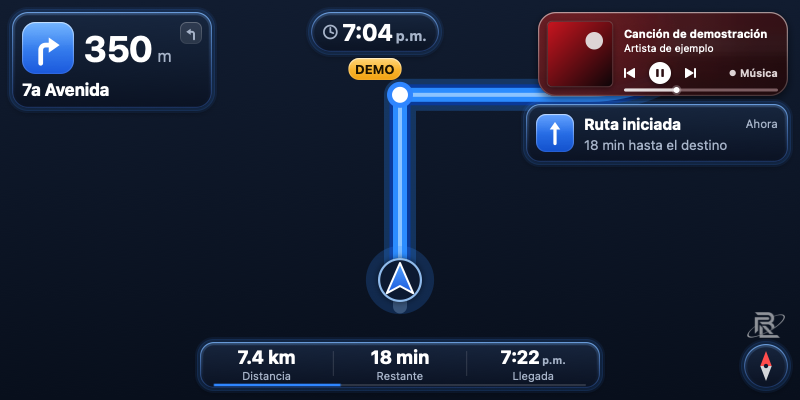 350 m
7a Avenida
7:04 p.m.
DEMO
Canción de demostración
Artista de ejemplo
Música
Ruta iniciada
Ahora
18 min hasta el destino
7.4 km
Distancia
18 min
Restante
7:22 p.m.
Llegada
RL